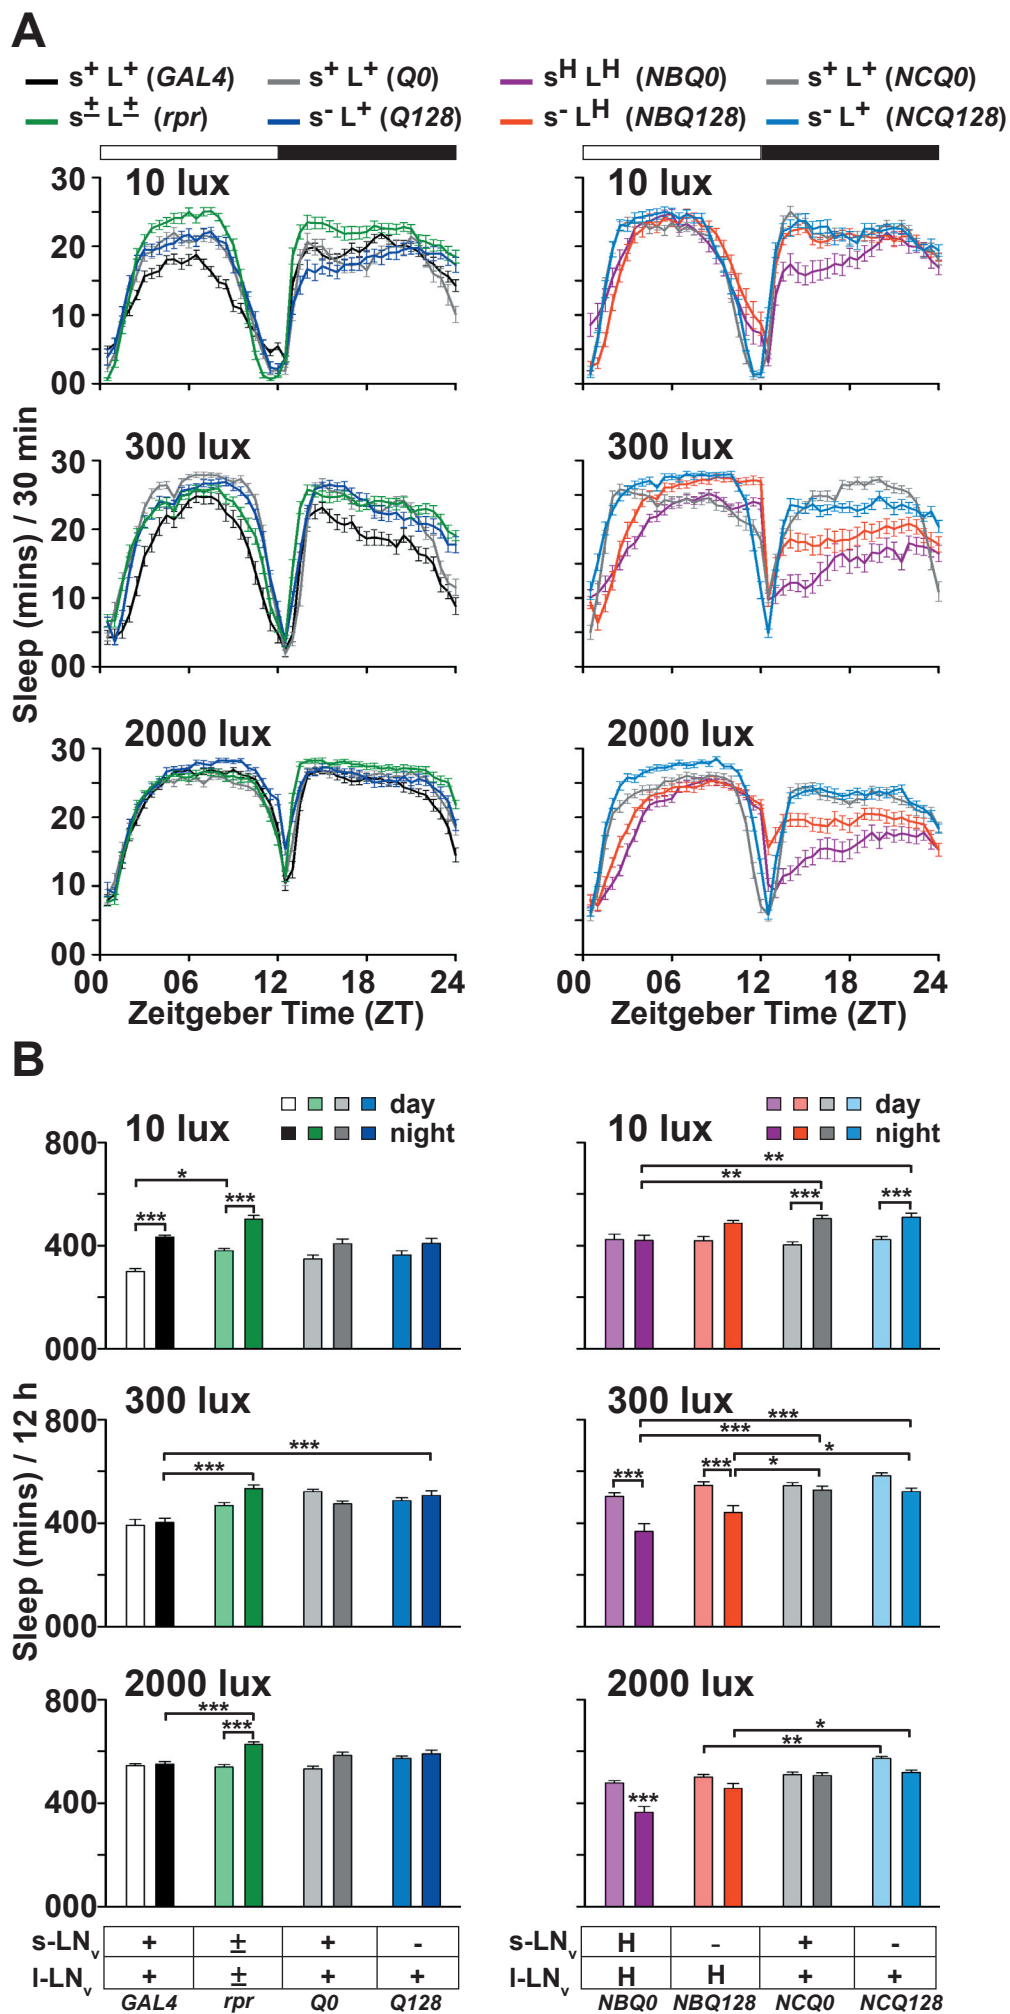 A
s+ L+ (GAL4) s+ L+ (Q0) sH LH (NBQ0) s+ L+ (NCQ0)
s± L± (rpr) s- L+ (Q128) s- LH (NBQ128) s- L+ (NCQ128)
10 lux 10 lux
30
20
10
00
300 lux 300 lux
30
20
10
00
2000 lux 2000 lux
30
20
10
00
Sleep (mins) / 30 min
00 06 12 18 24 00 06 12 18 24
Zeitgeber Time (ZT) Zeitgeber Time (ZT)
B
day day
night night
10 lux 10 lux
800
400
000
* *** *** ** ** *** ***
300 lux 300 lux
800
400
000
*** *** *** *** * * *** ***
2000 lux 2000 lux
800
400
000
*** *** * ** ***
Sleep (mins) / 12 h
s-LNv + ± + - s-LNv H - + -
l-LNv + ± + + l-LNv H H + +
GAL4 rpr Q0 Q128 NBQ0 NBQ128 NCQ0 NCQ128